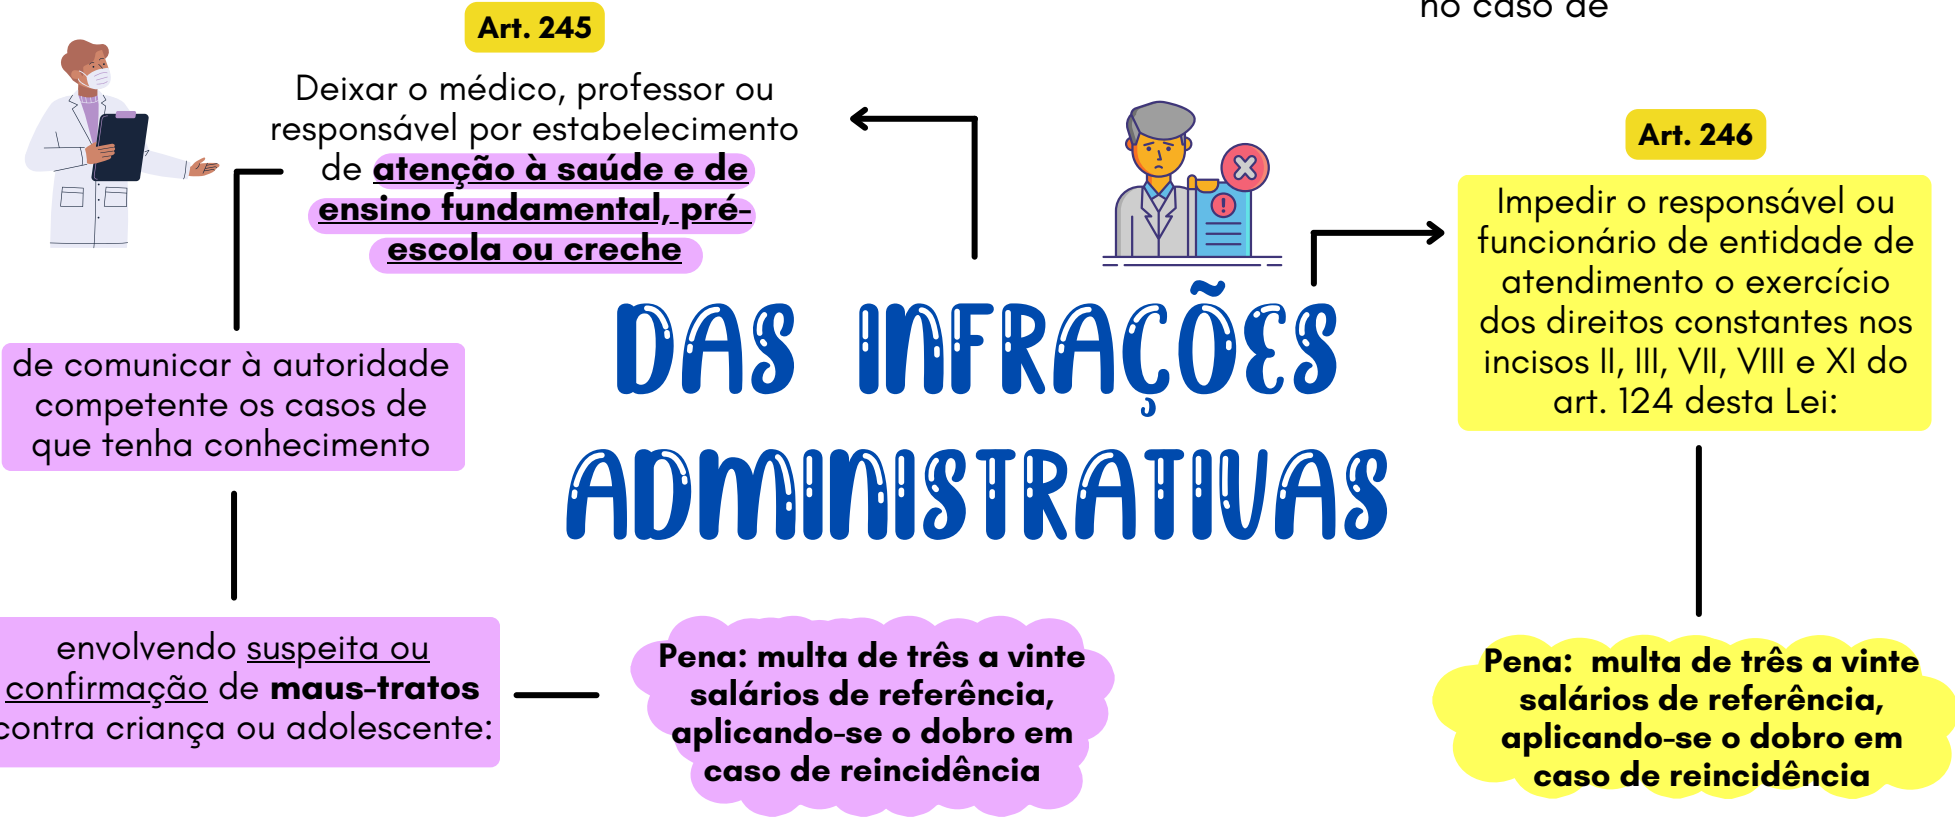 no caso de
Art. 245
Deixar o médico, professor ou
responsável por estabelecimento
de atenção à saúde e de
ensino fundamental, pré-
escola ou creche
de comunicar à autoridade
competente os casos de
que tenha conhecimento
envolvendo suspeita ou
confirmação de maus-tratos
contra criança ou adolescente:
Pena: multa de três a vinte
salários de referência,
aplicando-se o dobro em
caso de reincidência
DAS INFRAÇÕES
ADMINISTRATIVAS
Art. 246
Impedir o responsável ou
funcionário de entidade de
atendimento o exercício
dos direitos constantes nos
incisos II, III, VII, VIII e XI do
art. 124 desta Lei:
Pena: multa de três a vinte
salários de referência,
aplicando-se o dobro em
caso de reincidência